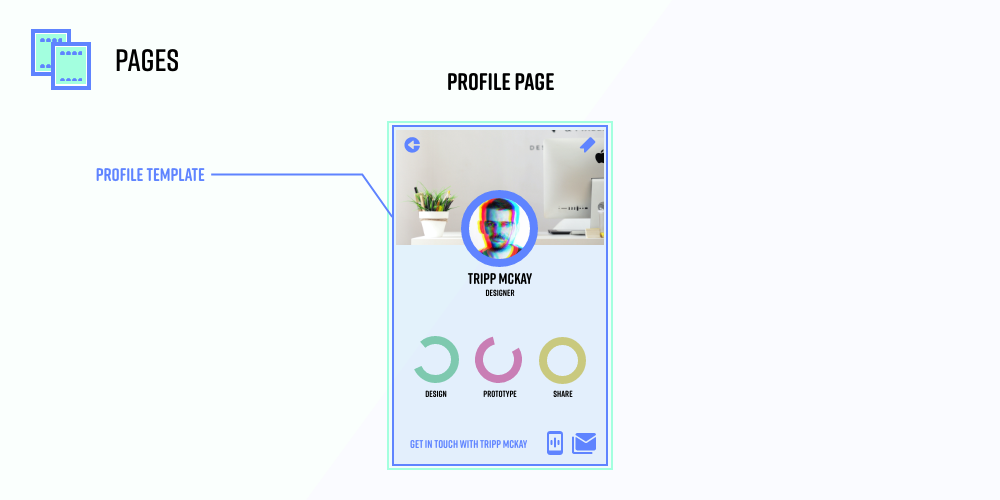 PAGES
PROFILE PAGE
PROFILE TEMPLATE
TRIPP MCKAY
DESIGNER
DESIGN
PROTOTYPE
SHARE
GET IN TOUCH WITH TRIPP MCKAY